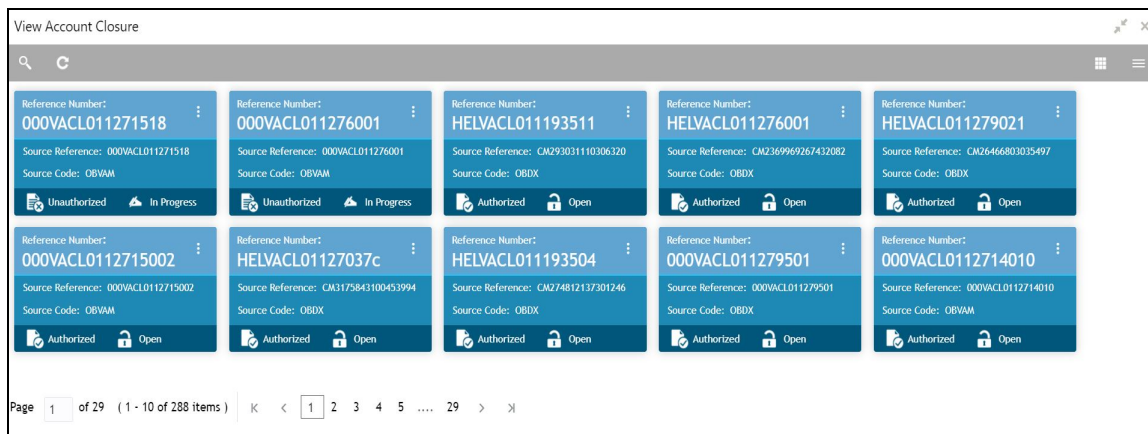 View Account Closure
Reference Number:
000VACL011271518
Source Reference: 000VACL011271518
Source Code: OBVAM
Unauthorized In Progress
Reference Number:
000VACL011276001
Source Reference: 000VACL011276001
Source Code: OBVAM
Unauthorized In Progress
Reference Number:
HELVACL011193511
Source Reference: CM293031110306320
Source Code: OBDX
Authorized Open
Reference Number:
HELVACL011276001
Source Reference: CM2369969267432082
Source Code: OBDX
Authorized Open
Reference Number:
HELVACL011279021
Source Reference: CM26466803035497
Source Code: OBDX
Authorized Open
Reference Number:
000VACL0112715002
Source Reference: 000VACL0112715002
Source Code: OBVAM
Authorized Open
Reference Number:
HELVACL01127037c
Source Reference: CM3175843100453994
Source Code: OBDX
Authorized Open
Reference Number:
HELVACL011193504
Source Reference: CM274812137301246
Source Code: OBDX
Authorized Open
Reference Number:
000VACL011279501
Source Reference: 000VACL011279501
Source Code: OBDX
Authorized Open
Reference Number:
000VACL0112714010
Source Reference: 000VACL0112714010
Source Code: OBVAM
Authorized Open
Page 1 of 29 ( 1 - 10 of 288 items ) 1 2 3 4 5 .... 29